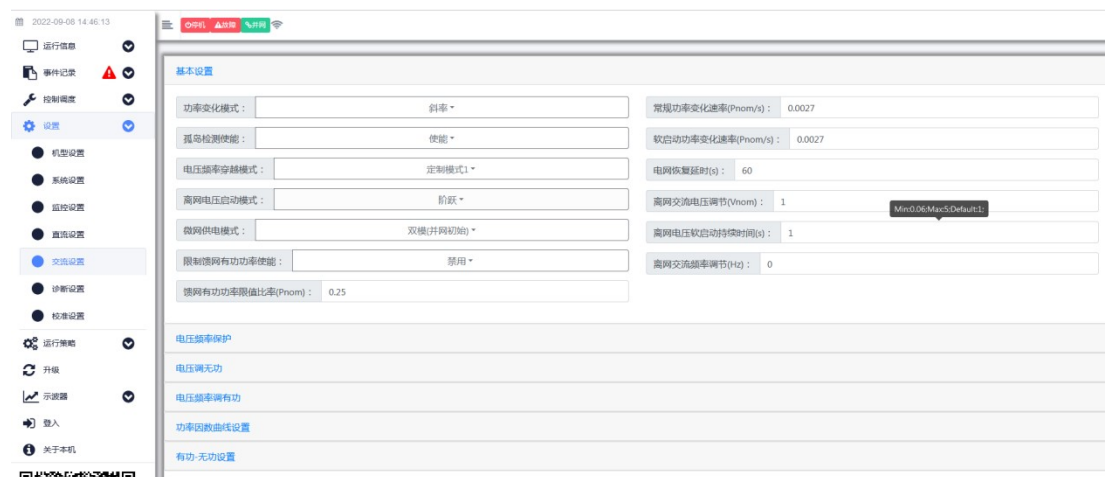 2022-09-08 14:46:13
停机 故障 并网
运行信息
事件记录
控制调度
设置
机型设置
系统设置
监控设置
直流设置
交流设置
诊断设置
校准设置
运行策略
升级
示波器
登入
关于本机
基本设置
功率变化模式： 斜率
常规功率变化速率(Pnom/s)： 0.0027
孤岛检测使能： 使能
软启动功率变化速率(Pnom/s)： 0.0027
电压频率穿越模式： 定制模式1
电网恢复延时(s)： 60
离网电压启动模式： 阶跃
离网交流电压调节(Vnom)： 1
Min:0.06;Max:5;Default:1;
微网供电模式： 双模(并网初始)
离网电压软启动持续时间(s)： 1
限制馈网有功功率使能： 禁用
离网交流频率调节(Hz)： 0
馈网有功功率限值比率(Pnom)： 0.25
电压频率保护
电压调无功
电压频率调有功
功率因数曲线设置
有功-无功设置